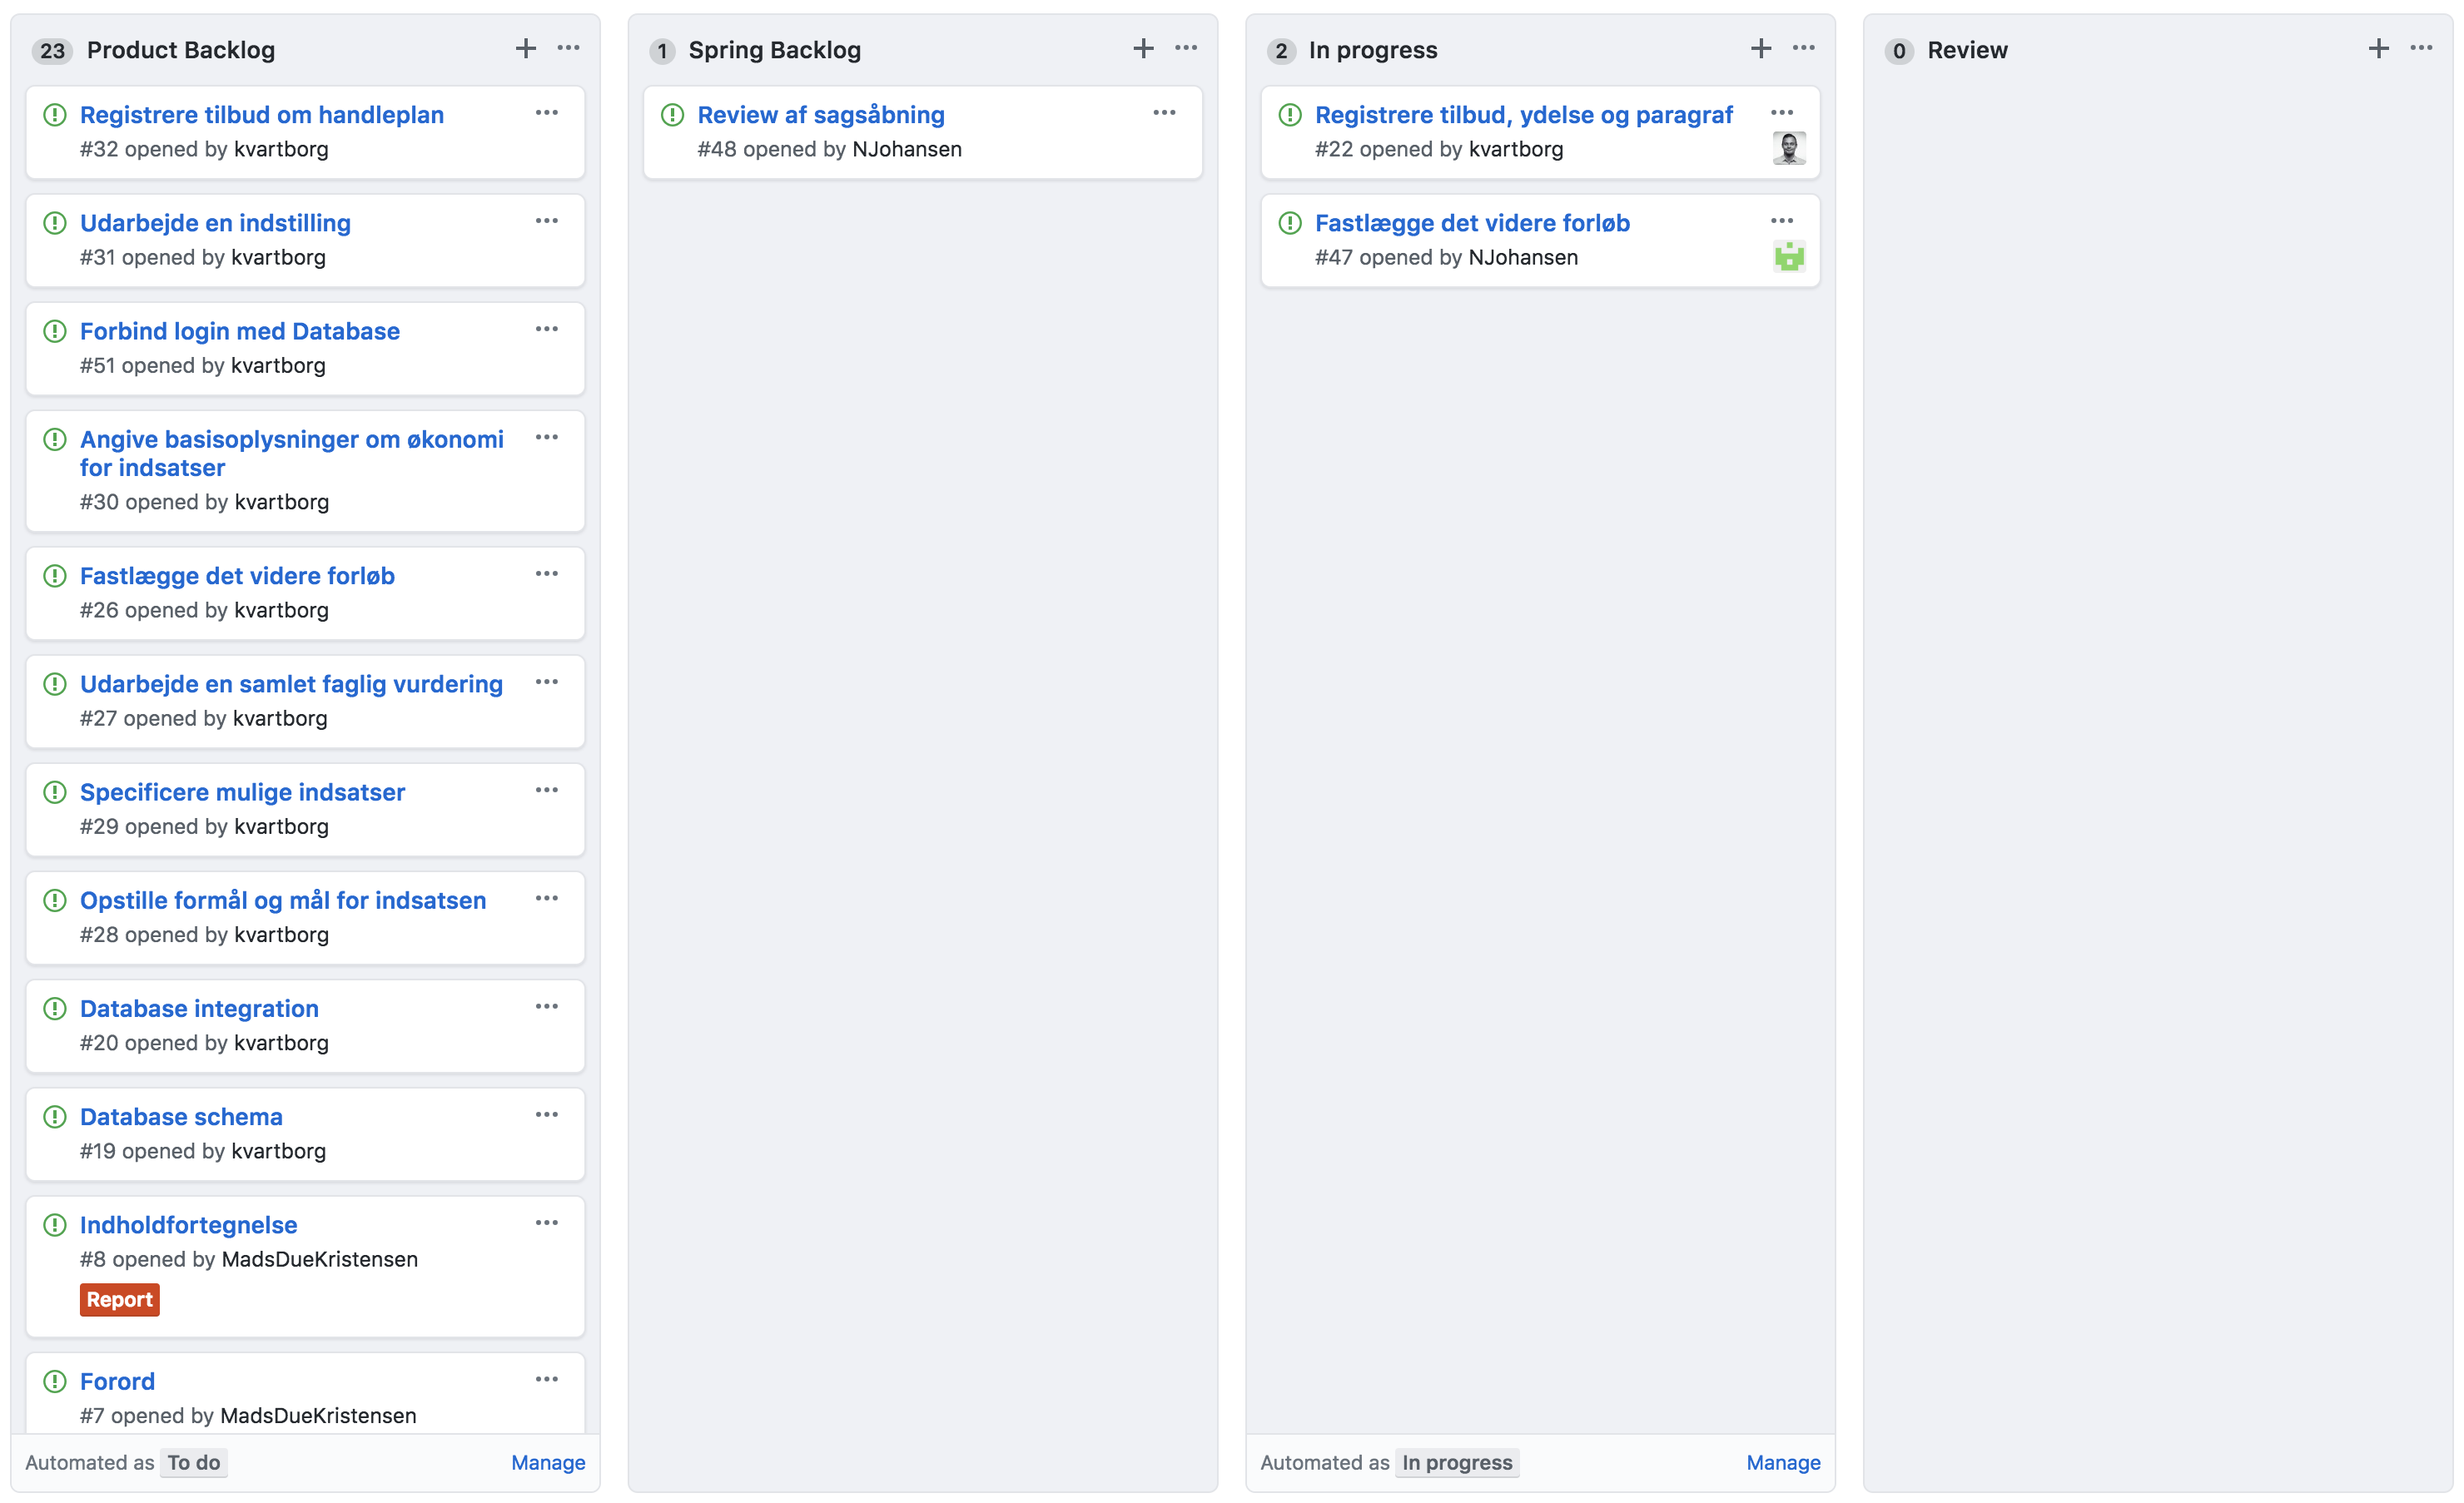 23 Product Backlog
Registrere tilbud om handleplan
#32 opened by kvartborg
Udarbejde en indstilling
#31 opened by kvartborg
Forbind login med Database
#51 opened by kvartborg
Angive basisoplysninger om økonomi
for indsatser
#30 opened by kvartborg
Fastlægge det videre forløb
#26 opened by kvartborg
Udarbejde en samlet faglig vurdering
#27 opened by kvartborg
Specificere mulige indsatser
#29 opened by kvartborg
Opstille formål og mål for indsatsen
#28 opened by kvartborg
Database integration
#20 opened by kvartborg
Database schema
#19 opened by kvartborg
Indholdfortegnelse
#8 opened by MadsDueKristensen
Report
Forord
#7 opened by MadsDueKristensen
Automated as To do Manage
1 Spring Backlog
Review af sagsåbning
#48 opened by NJohansen
2 In progress
Registrere tilbud, ydelse og paragraf
#22 opened by kvartborg
Fastlægge det videre forløb
#47 opened by NJohansen
Automated as In progress Manage
0 Review